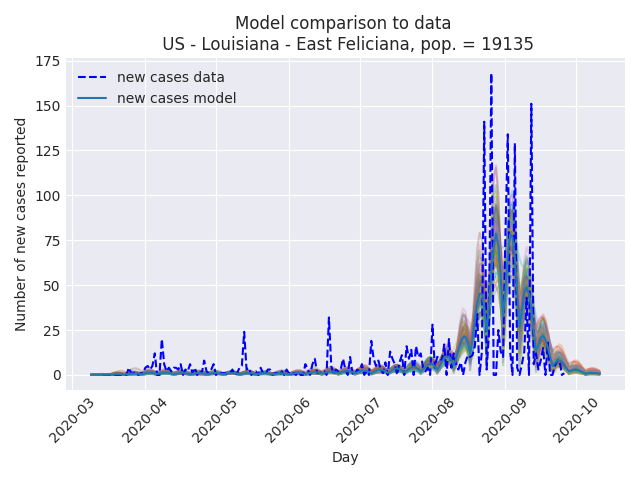 Model comparison to data
US - Louisiana - East Feliciana, pop. = 19135
new cases data
new cases model
Number of new cases reported
175
150
125
100
75
50
25
0
2020-03
2020-04
2020-05
2020-06
2020-07
2020-08
2020-09
2020-10
Day